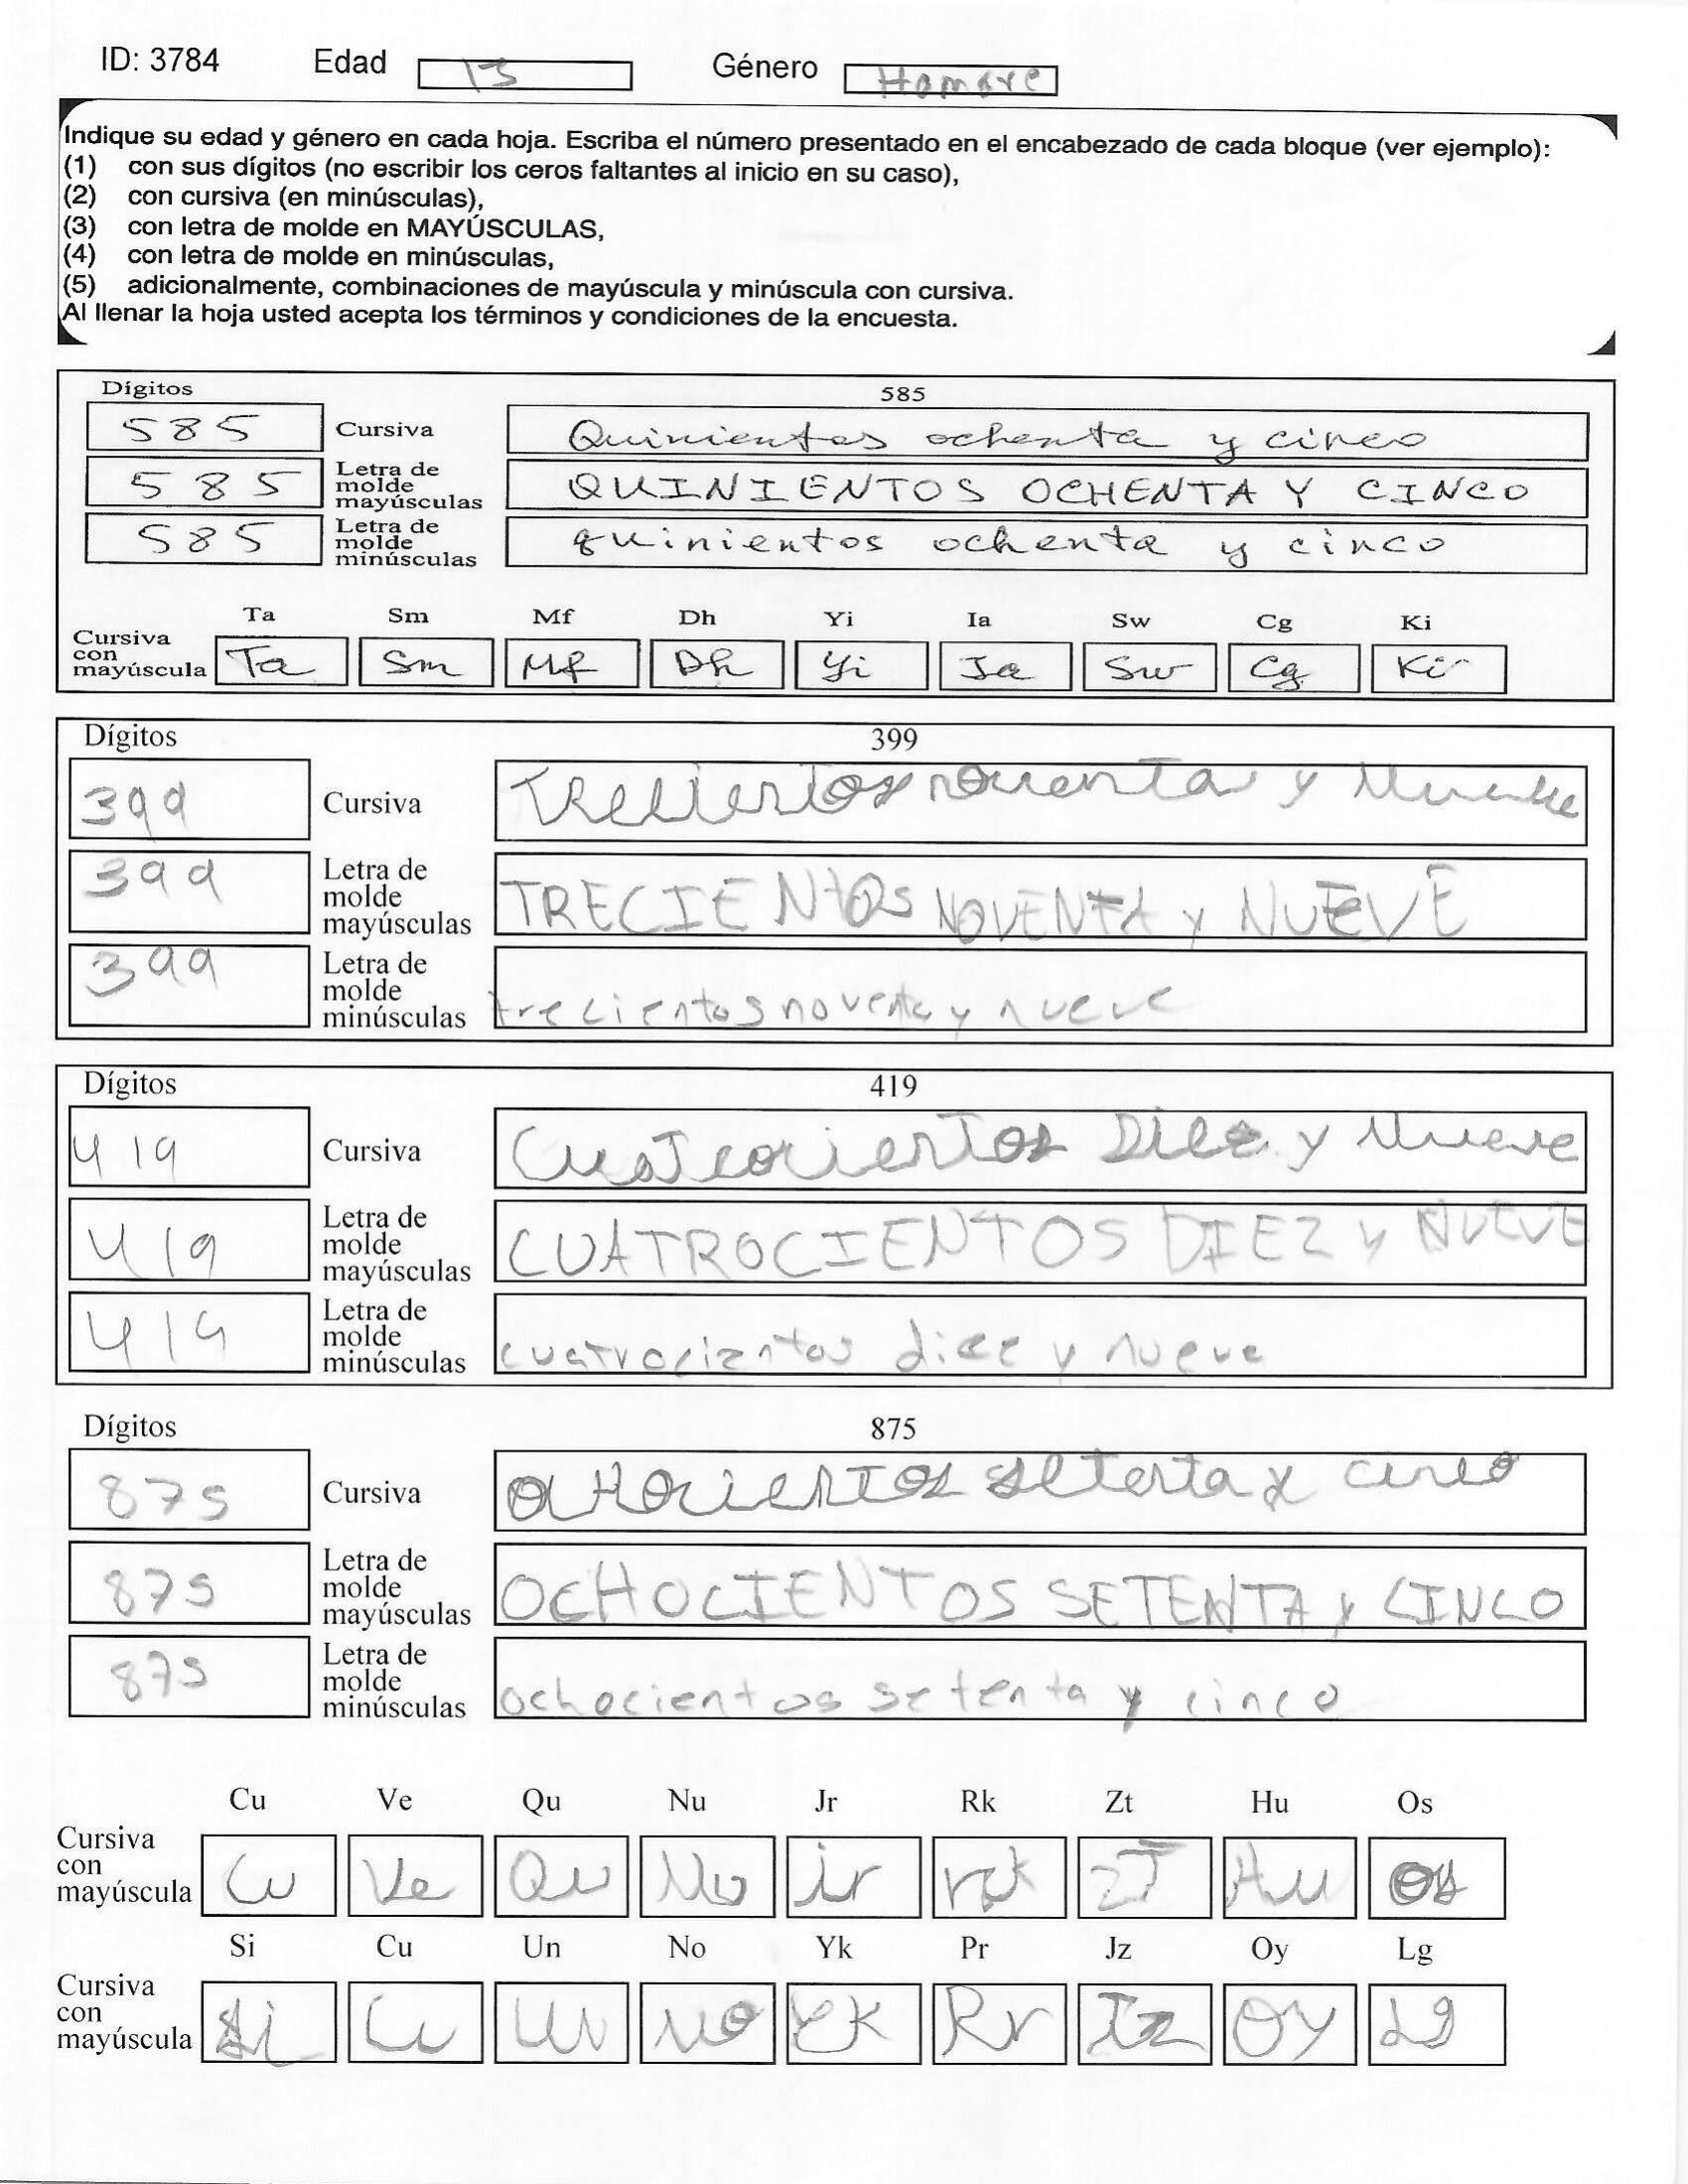 ID: 3784 Edad 13 Género Hombre
Indique su edad y género en cada hoja. Escriba el número presentado en el encabezado de cada bloque (ver ejemplo):
(1) con sus dígitos (no escribir los ceros faltantes al inicio en su caso),
(2) con cursiva (en minúsculas),
(3) con letra de molde en MAYÚSCULAS,
(4) con letra de molde en minúsculas,
(5) adicionalmente, combinaciones de mayúscula y minúscula con cursiva.
Al llenar la hoja usted acepta los términos y condiciones de la encuesta.
Dígitos 585
585 Cursiva Quinientos ochenta y cinco
585 Letra de molde mayúsculas QUINIENTOS OCHENTA Y CINCO
585 Letra de molde minúsculas quinientos ochenta y cinco
Ta Sm Mf Dh Yi Ia Sw Cg Ki
Cursiva con mayúscula Ta Sm Mf Dh Yi Ia Sw Cg Ki
Dígitos 399
399 Cursiva noventa y
399 Letra de molde mayúsculas TRECIENTOS NOVENTA y NUEVE
399 Letra de molde minúsculas trecientos noventa y nueve
Dígitos 419
419 Cursiva Cuatrocientos Diez y Nueve
419 Letra de molde mayúsculas CUATROCIENTOS DIEZ y NUEVE
419 Letra de molde minúsculas cuatrocientos diez y nueve
Dígitos 875
875 Cursiva setenta y cinco
875 Letra de molde mayúsculas OCHOCIENTOS SETENTA y CINCO
875 Letra de molde minúsculas ochocientos setenta y cinco
Cu Ve Qu Nu Jr Rk Zt Hu Os
Cursiva con mayúscula Cu Ve Qu Nu jr rk zT Hu Os
Si Cu Un No Yk Pr Jz Oy Lg
Cursiva con mayúscula Si Cu Un No Yk Rr Iz Oy Lg